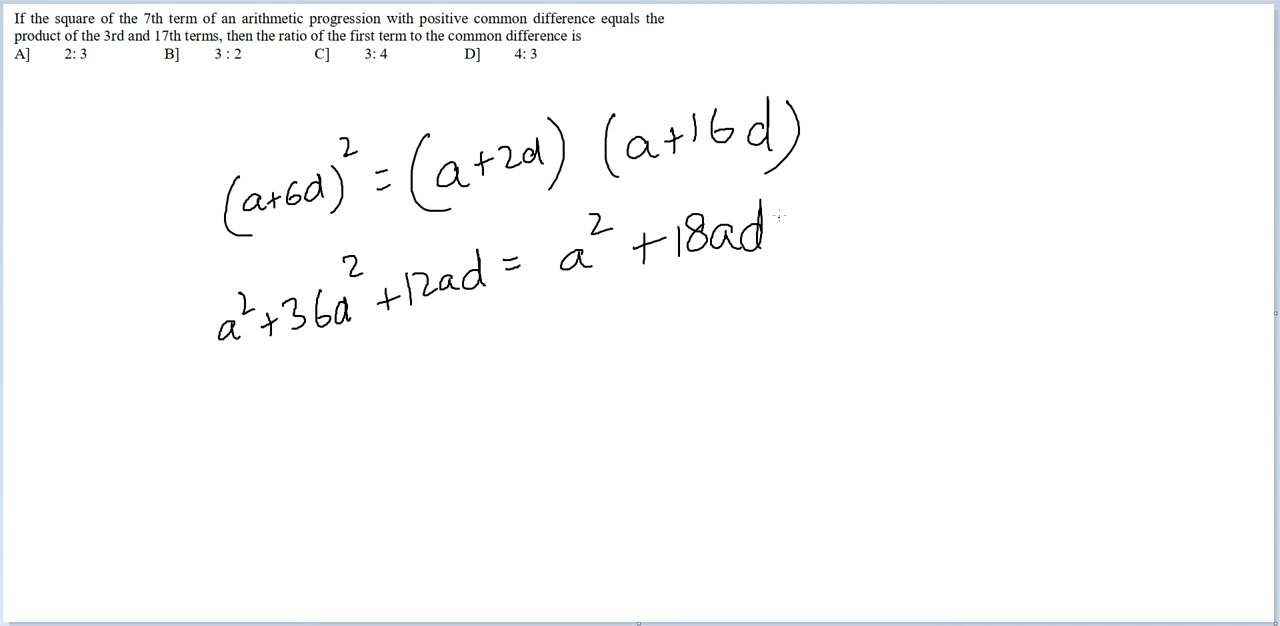 If the square of the 7th term of an arithmetic progression with positive common difference equals the
product of the 3rd and 17th terms, then the ratio of the first term to the common difference is
A] 2: 3 B] 3 : 2 C] 3: 4 D] 4: 3
(a+6d)² = (a+2d) (a+16d)
a²+36d²+12ad = a² +18ad